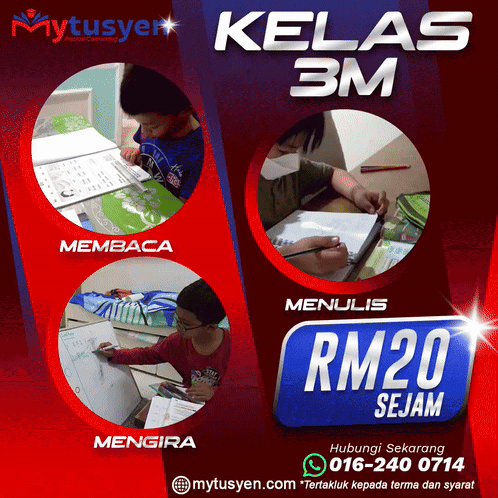 Mytusyen
KELAS
3M
MEMBACA
MENULIS
MENGIRA
RM20
SEJAM
Hubungi Sekarang
016-240 0714
mytusyen.com *Tertakluk kepada terma dan syarat